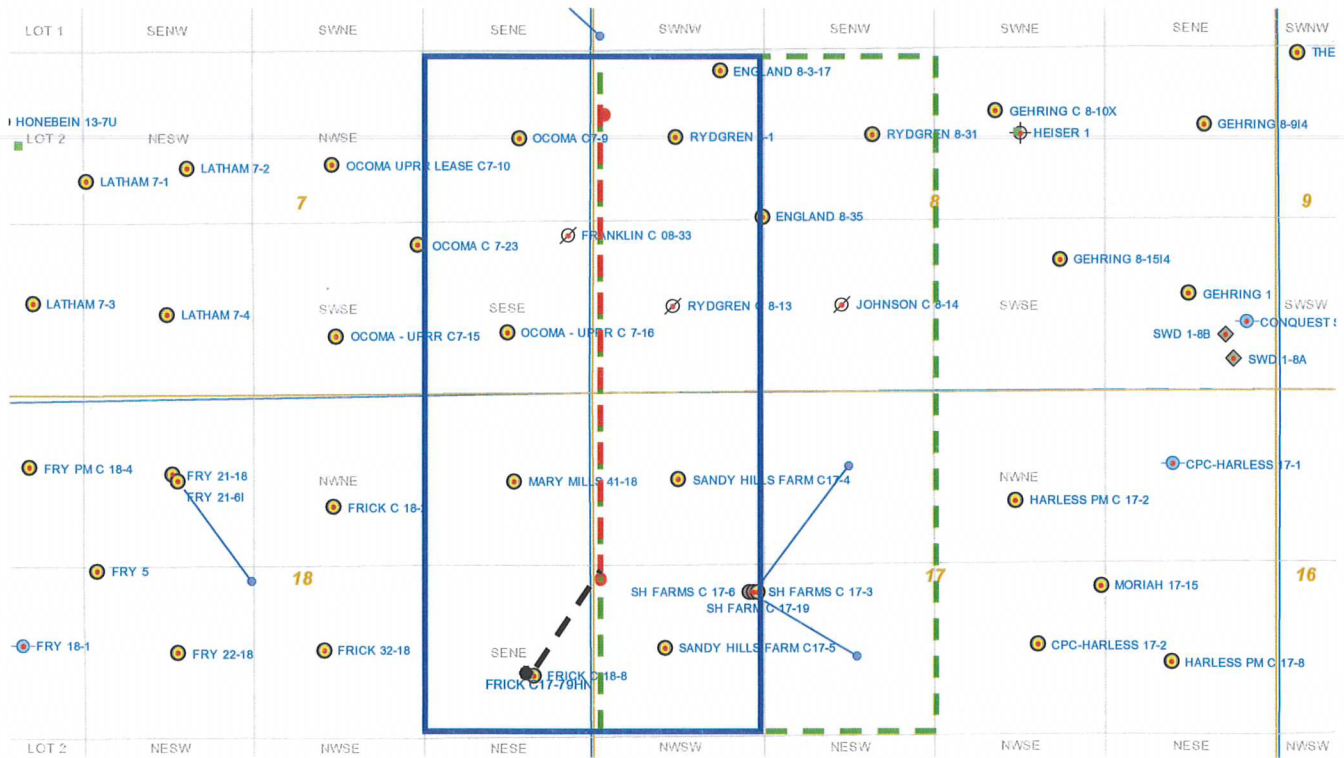 LOT 1
SENW
SWNE
SENE
SWNW
SENW
SWNE
SENE
SWNW
THE
ENGLAND 8-3-17
HONEBEIN 13-7U
LOT 2
NESW
NWSE
OCOMA C7-9
RYDGREN 8-1
RYDGREN 8-31
GEHRING C 8-10X
HEISER 1
GEHRING 8-9I4
LATHAM 7-1
LATHAM 7-2
OCOMA UPRR LEASE C7-10
7
8
9
ENGLAND 8-35
OCOMA C 7-23
FRANKLIN C 08-33
GEHRING 8-15I4
LATHAM 7-3
LATHAM 7-4
SWSE
SESE
RYDGREN C 8-13
JOHNSON C 8-14
SWSE
GEHRING 1
SWSW
CONQUEST
OCOMA - UPRR C7-15
OCOMA - UPRR C 7-16
SWD 1-8B
SWD 1-8A
FRY PM C 18-4
FRY 21-18
FRY 21-6I
NWNE
FRICK C 18-
MARY MILLS 41-18
SANDY HILLS FARM C17-4
NWNE
CPC-HARLESS 17-1
HARLESS PM C 17-2
FRY 5
18
17
16
SH FARMS C 17-6
SH FARMS C 17-3
SH FARM C 17-19
MORIAH 17-15
FRY 18-1
FRY 22-18
FRICK 32-18
SENE
SANDY HILLS FARM C17-5
CPC-HARLESS 17-2
HARLESS PM C 17-8
FRICK C 18-8
FRICK C17-79HN
LOT 2
NESW
NWSE
NESE
NWSW
NESW
NWSE
NESE
NWSW